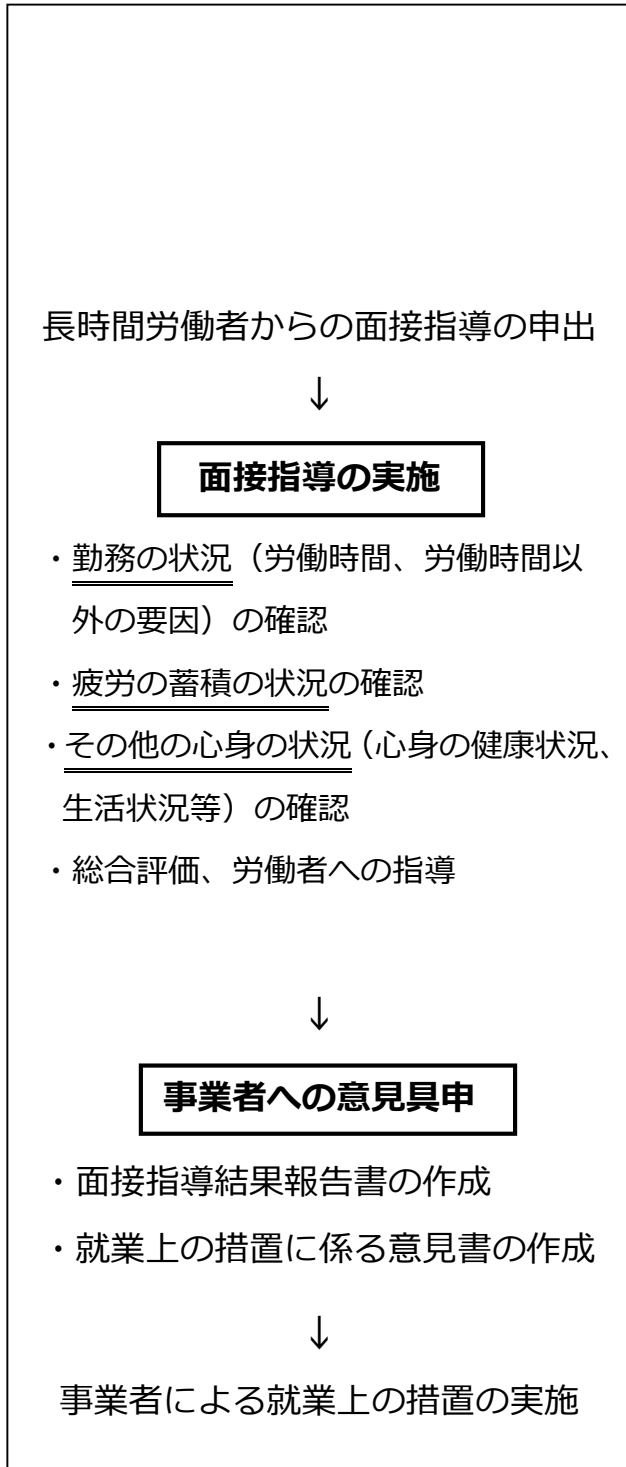 長時間労働者からの面接指導の申出
↓
面接指導の実施
・勤務の状況（労働時間、労働時間以
外の要因）の確認
・疲労の蓄積の状況の確認
・その他の心身の状況（心身の健康状況、
生活状況等）の確認
・総合評価、労働者への指導
↓
事業者への意見具申
・面接指導結果報告書の作成
・就業上の措置に係る意見書の作成
↓
事業者による就業上の措置の実施